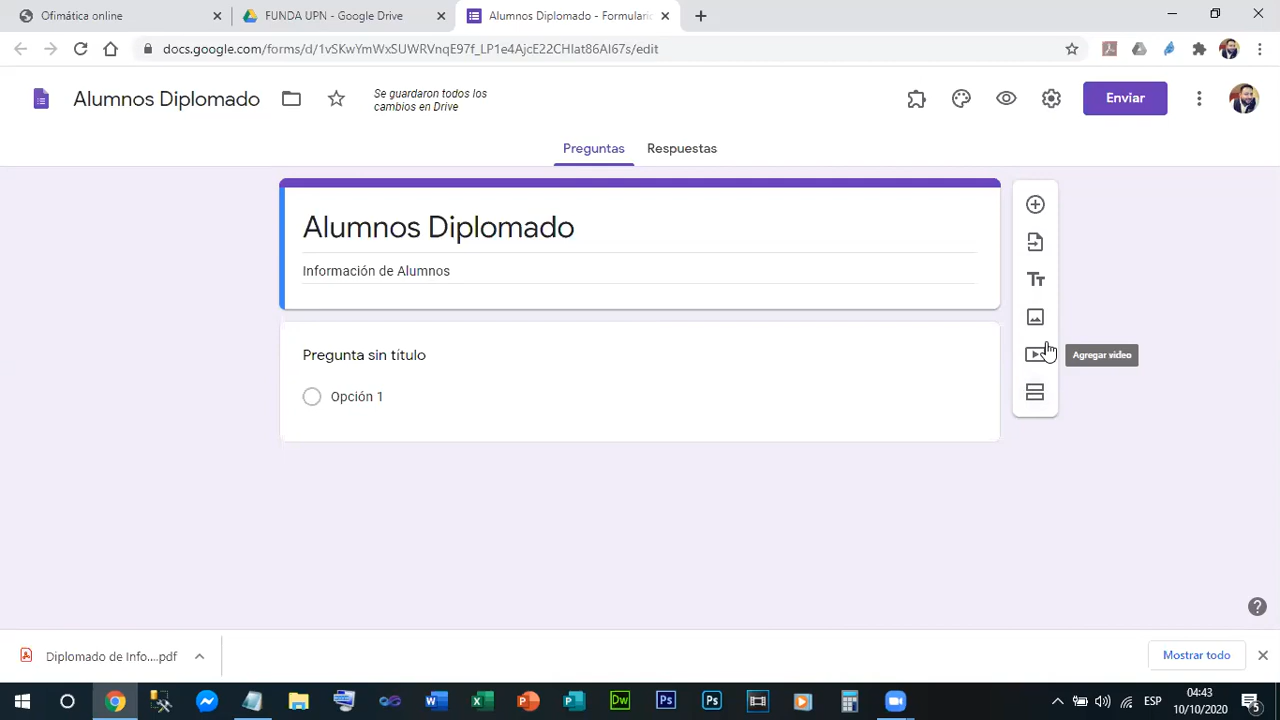 Ofimática online
FUNDA UPN - Google Drive
Alumnos Diplomado - Formulario
docs.google.com/forms/d/1vSKwYmWxSUWRVnqE97f_LP1e4AjcE22CHIat86AI67s/edit
Alumnos Diplomado
Se guardaron todos los
cambios en Drive
Enviar
Preguntas
Respuestas
Alumnos Diplomado
Información de Alumnos
Pregunta sin título
Agregar video
Opción 1
Diplomado de Info....pdf
Mostrar todo
ESP
04:43
10/10/2020